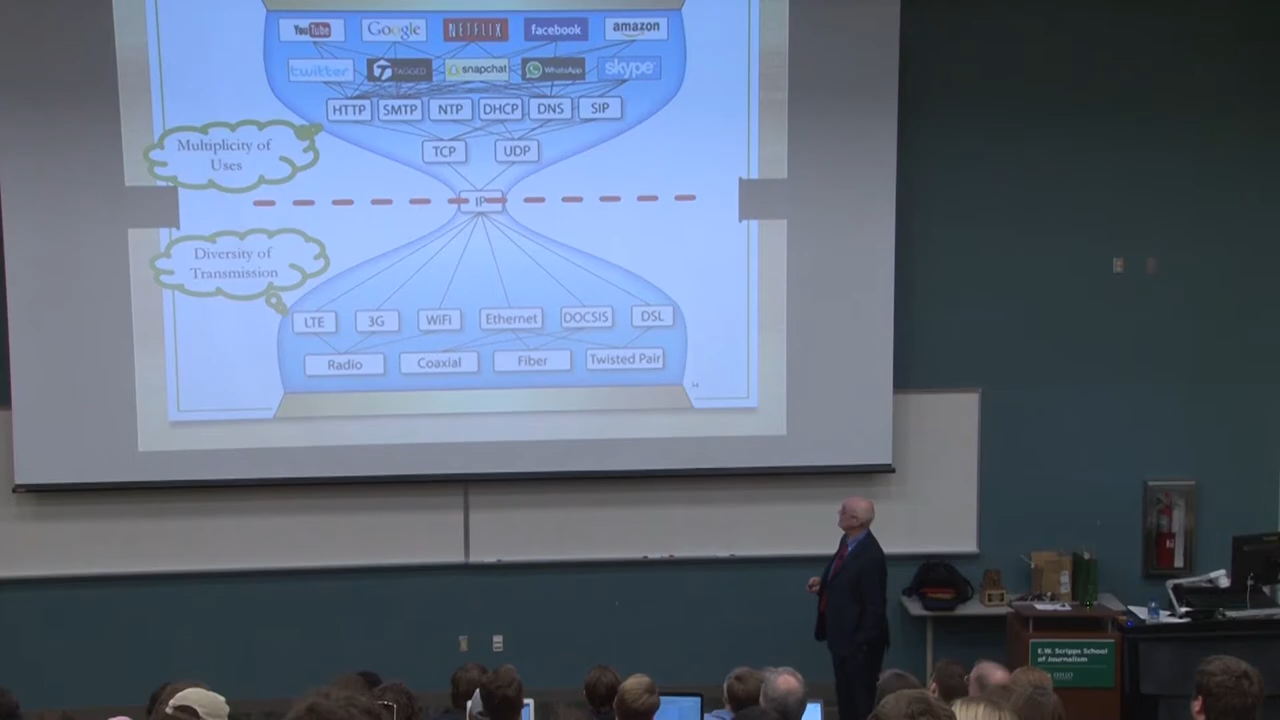 YouTube Google NETFLIX facebook amazon
twitter TAGGED snapchat WhatsApp skype
HTTP SMTP NTP DHCP DNS SIP
Multiplicity of
Uses
TCP UDP
IP
Diversity of
Transmission
LTE 3G WiFi Ethernet DOCSIS DSL
Radio Coaxial Fiber Twisted Pair
34
E.W. Scripps School
of Journalism
OHIO